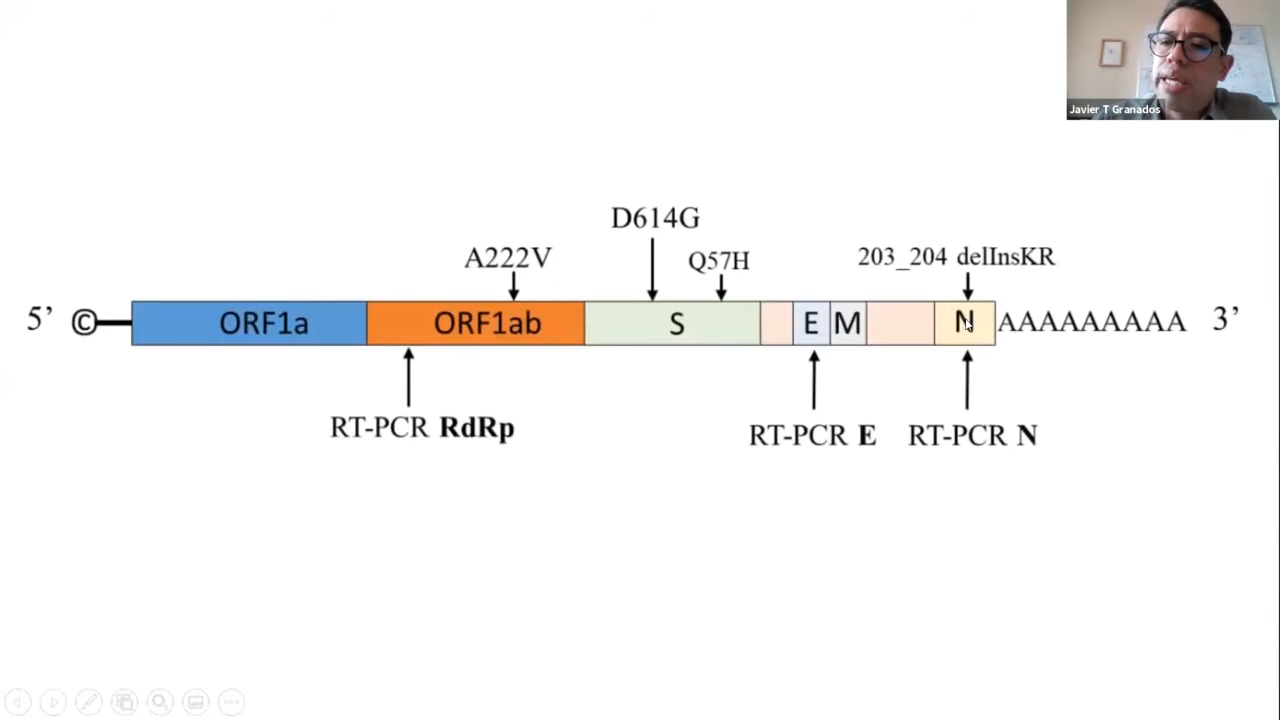 Javier T Granados
D614G
A222V
Q57H
203_204 delInsKR
5’ © ORF1a ORF1ab S E M N AAAAAAAAA 3’
RT-PCR RdRp
RT-PCR E
RT-PCR N